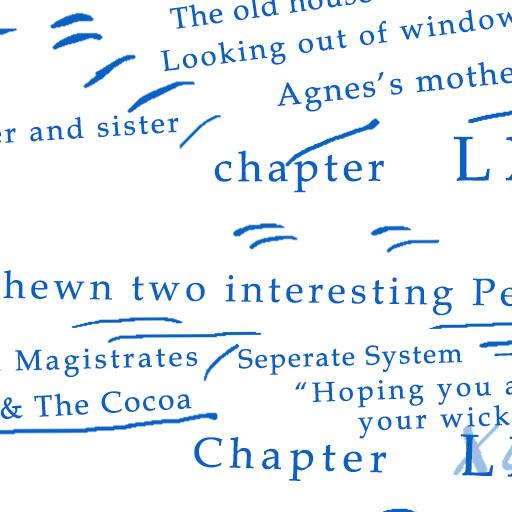 The old house
Looking out of window
Agnes's mothe
er and sister
chapter L
hewn two interesting Pe
Magistrates Seperate System
& The Cocoa
“Hoping you a
your wick
Chapter L